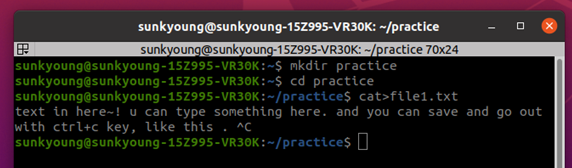 sunkyoung@sunkyoung-15Z995-VR30K: ~/practice
sunkyoung@sunkyoung-15Z995-VR30K: ~/practice 70x24
sunkyoung@sunkyoung-15Z995-VR30K:~$ mkdir practice
sunkyoung@sunkyoung-15Z995-VR30K:~$ cd practice
sunkyoung@sunkyoung-15Z995-VR30K:~/practice$ cat>file1.txt
text in here~! u can type something here. and you can save and go out
with ctrl+c key, like this . ^C
sunkyoung@sunkyoung-15Z995-VR30K:~/practice$